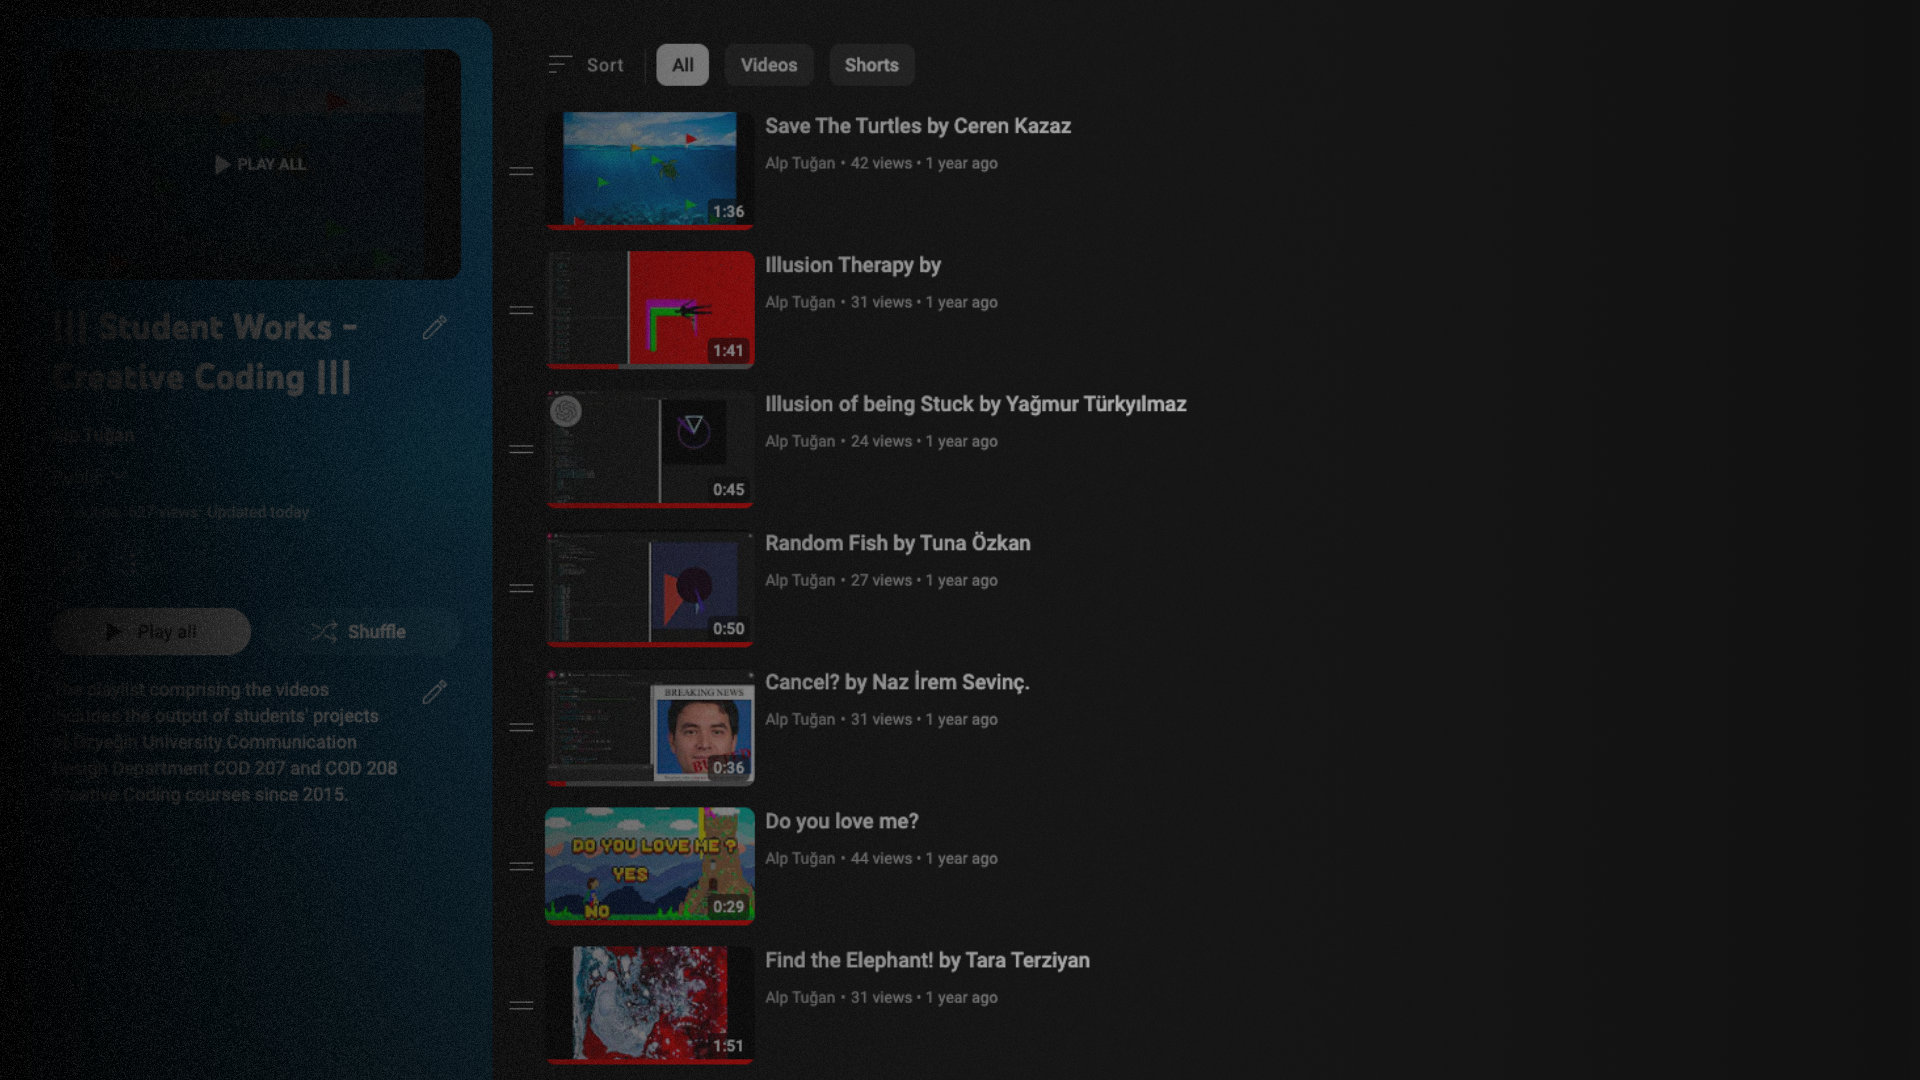 PLAY ALL
||| Student Works -
Creative Coding |||
Alp Tuğan
views Updated today
Play all
Shuffle
playlist comprising the videos
the output of students' projects
Özyeğin University Communication
Design Department COD 207 and COD 208
Creative Coding courses since 2015.
Sort
All
Videos
Shorts
Save The Turtles by Ceren Kazaz
Alp Tuğan • 42 views • 1 year ago
1:36
Illusion Therapy by
Alp Tuğan • 31 views • 1 year ago
1:41
Illusion of being Stuck by Yağmur Türkyılmaz
Alp Tuğan • 24 views • 1 year ago
0:45
Random Fish by Tuna Özkan
Alp Tuğan • 27 views • 1 year ago
0:50
Cancel? by Naz İrem Sevinç.
Alp Tuğan • 31 views • 1 year ago
BREAKING NEWS
0:36
Do you love me?
Alp Tuğan • 44 views • 1 year ago
DO YOU LOVE ME ?
YES
NO
0:29
Find the Elephant! by Tara Terziyan
Alp Tuğan • 31 views • 1 year ago
1:51